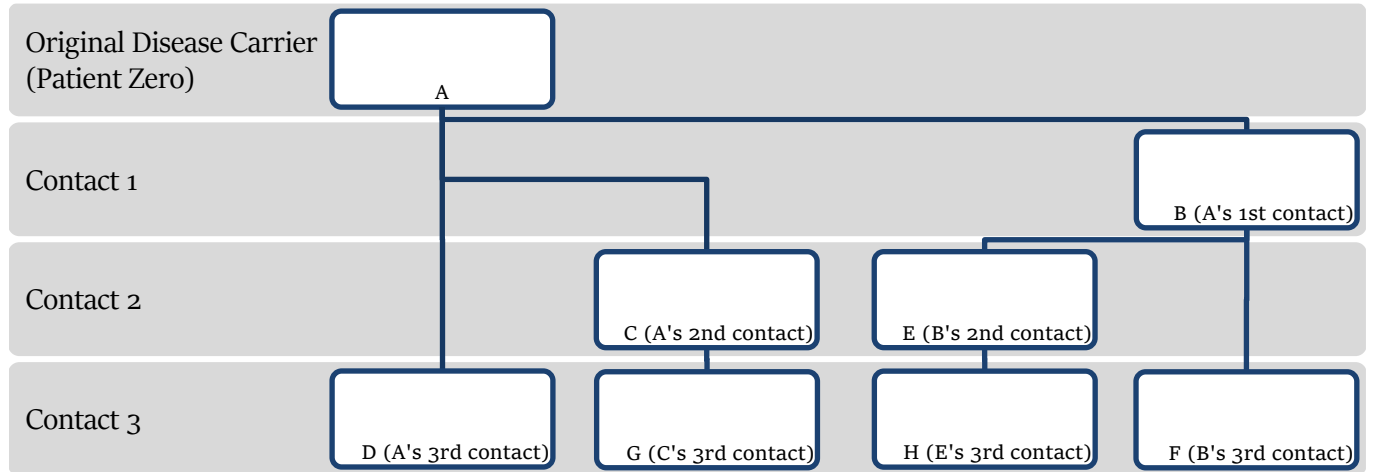 Original Disease Carrier
(Patient Zero)
A
Contact 1
B (A's 1st contact)
Contact 2
C (A's 2nd contact)
E (B's 2nd contact)
Contact 3
D (A's 3rd contact)
G (C's 3rd contact)
H (E's 3rd contact)
F (B's 3rd contact)